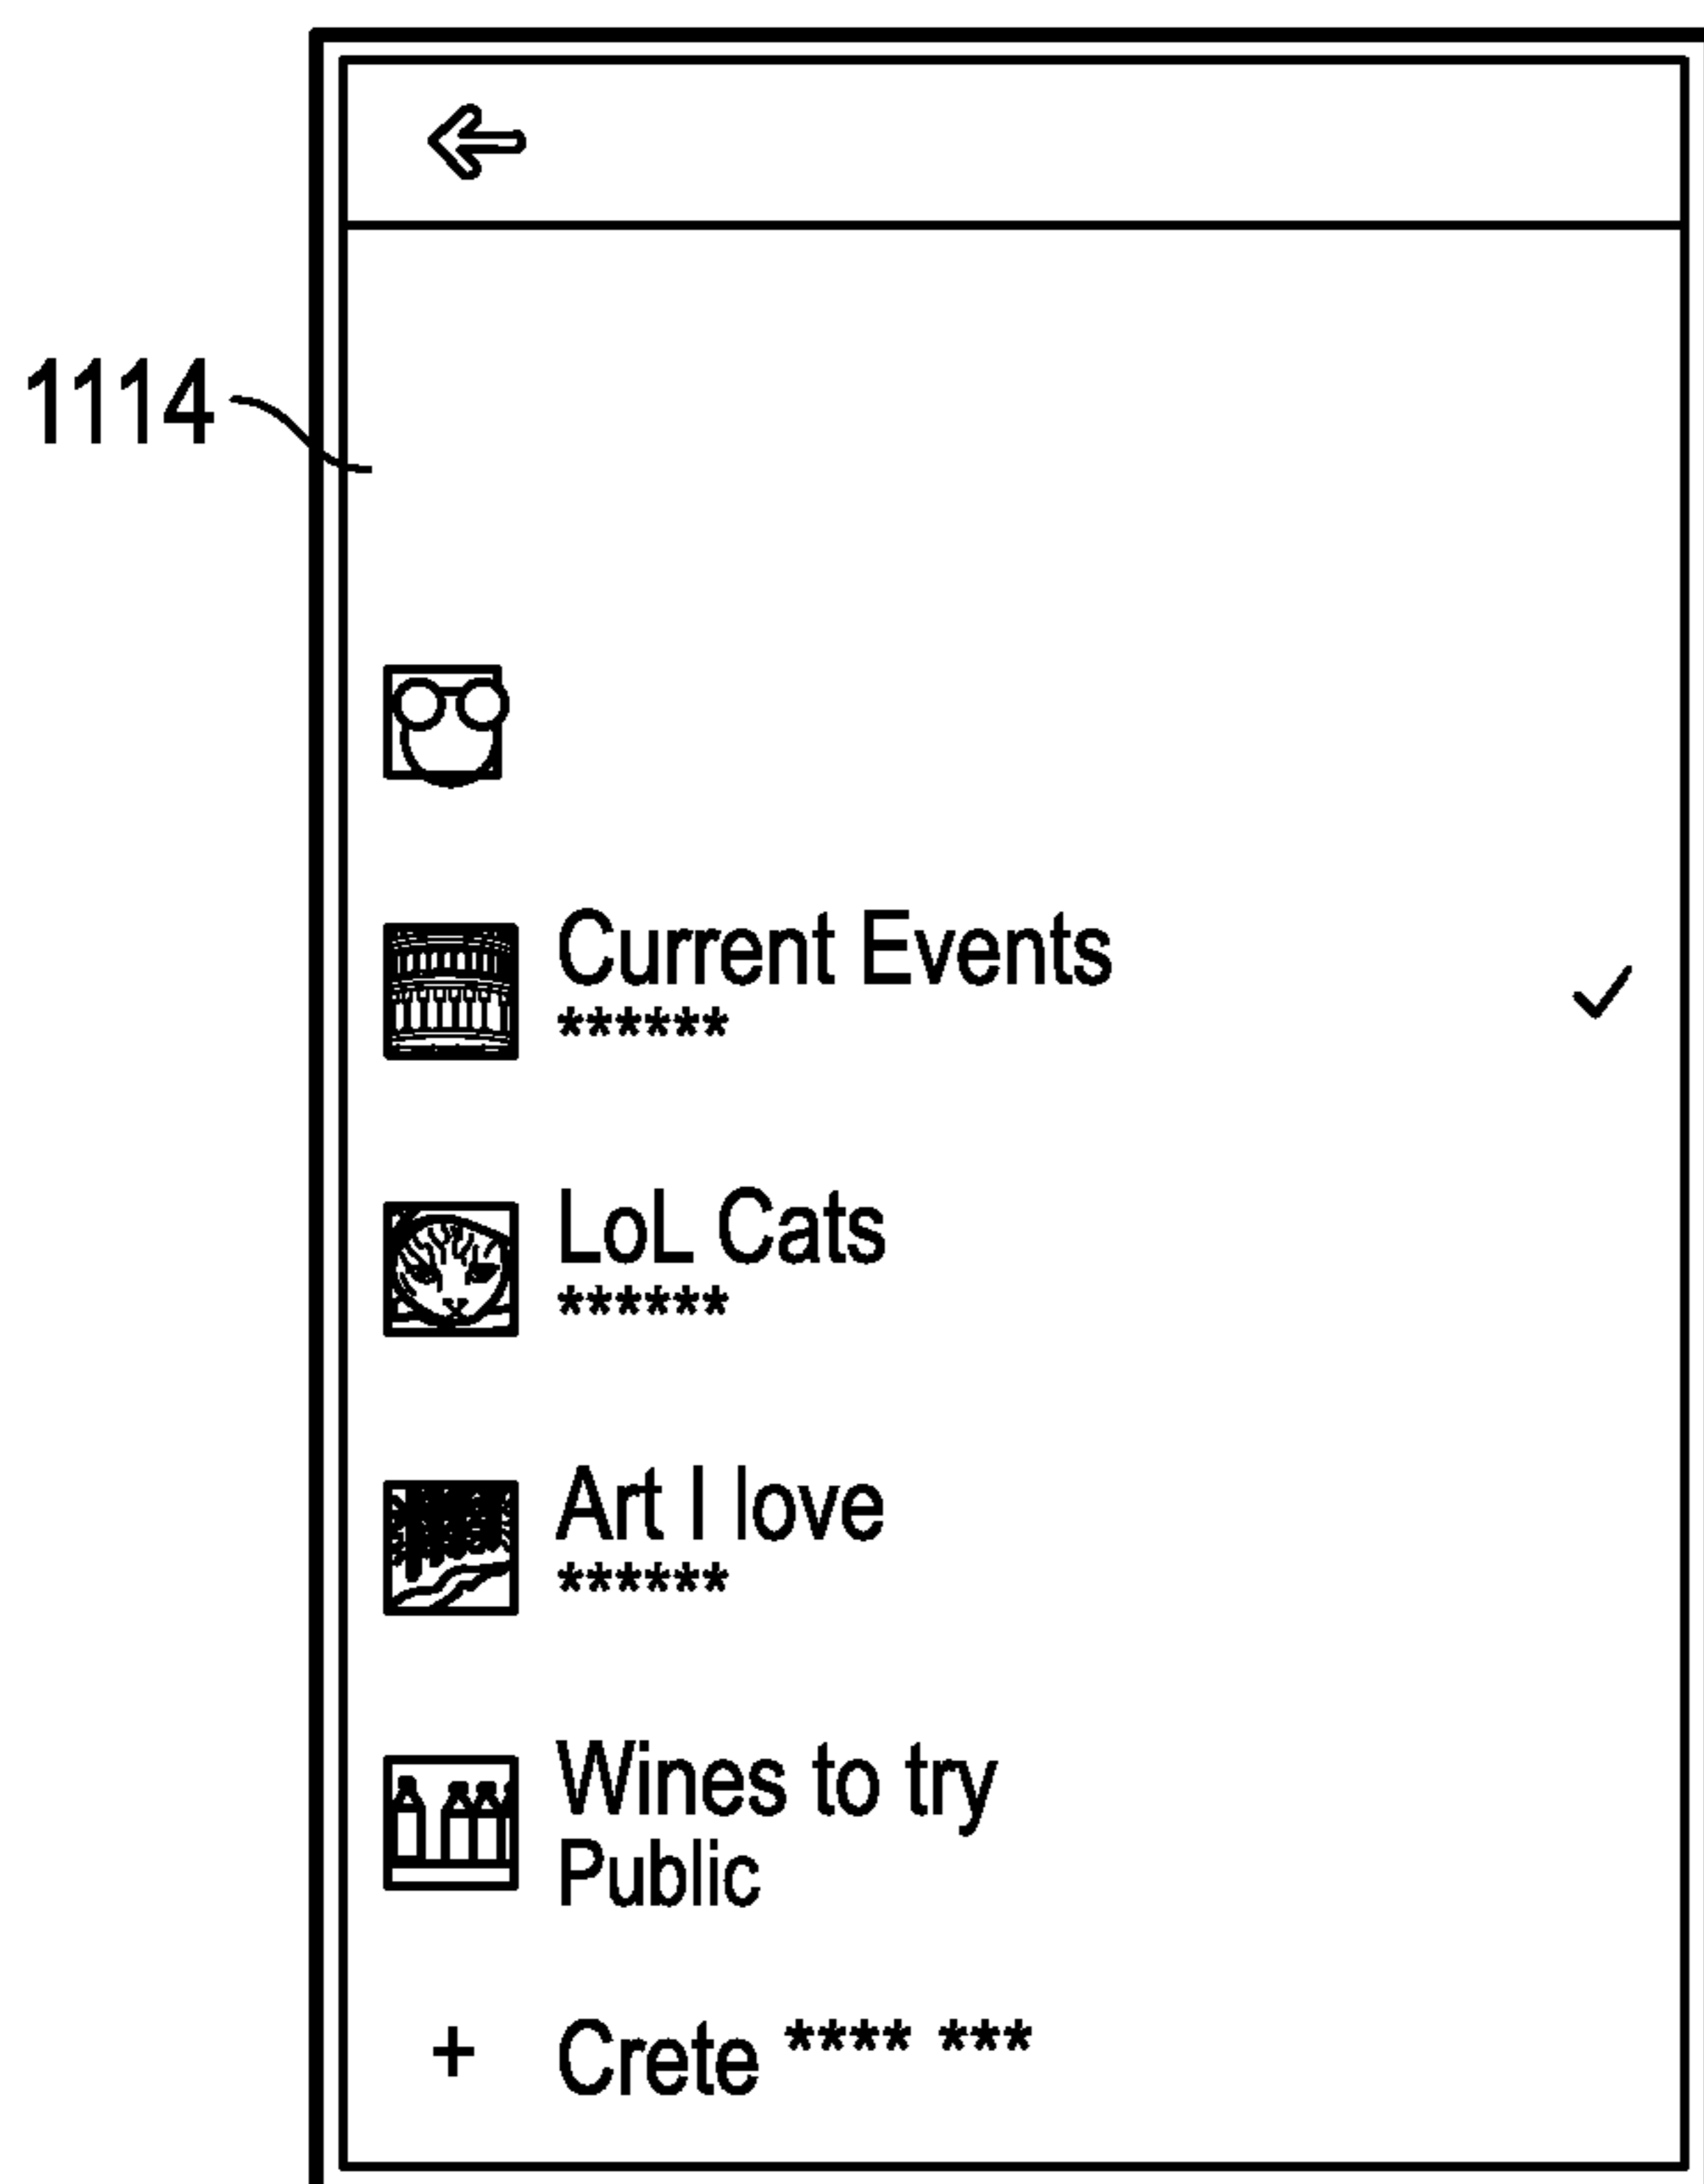 1114
Current Events
******
LoL Cats
******
Art I love
******
Wines to try
Public
+ Crete **** ***